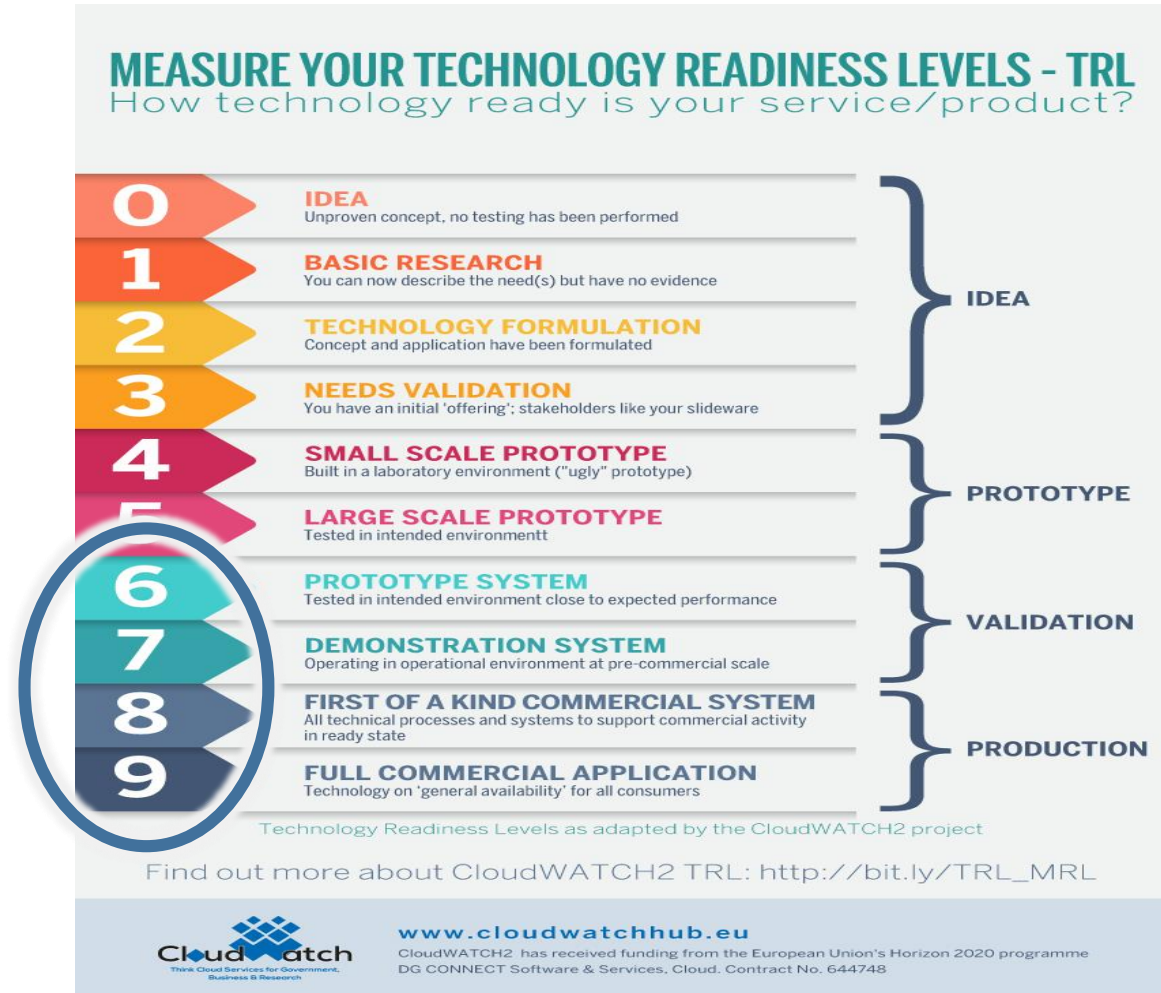 MEASURE YOUR TECHNOLOGY READINESS LEVELS - TRL
How technology ready is your service/product?
0
IDEA
Unproven concept, no testing has been performed
1
BASIC RESEARCH
You can now describe the need(s) but have no evidence
2
TECHNOLOGY FORMULATION
Concept and application have been formulated
3
NEEDS VALIDATION
You have an initial 'offering'; stakeholders like your slideware
IDEA
4
SMALL SCALE PROTOTYPE
Built in a laboratory environment ("ugly" prototype)
5
LARGE SCALE PROTOTYPE
Tested in intended environmentt
PROTOTYPE
6
PROTOTYPE SYSTEM
Tested in intended environment close to expected performance
7
DEMONSTRATION SYSTEM
Operating in operational environment at pre-commercial scale
VALIDATION
8
FIRST OF A KIND COMMERCIAL SYSTEM
All technical processes and systems to support commercial activity
in ready state
9
FULL COMMERCIAL APPLICATION
Technology on 'general availability' for all consumers
PRODUCTION
Technology Readiness Levels as adapted by the CloudWATCH2 project
Find out more about CloudWATCH2 TRL: http://bit.ly/TRL_MRL
CloudWatch
Think Cloud Services for Government,
Business & Research
www.cloudwatchhub.eu
CloudWATCH2 has received funding from the European Union's Horizon 2020 programme
DG CONNECT Software & Services, Cloud. Contract No. 644748